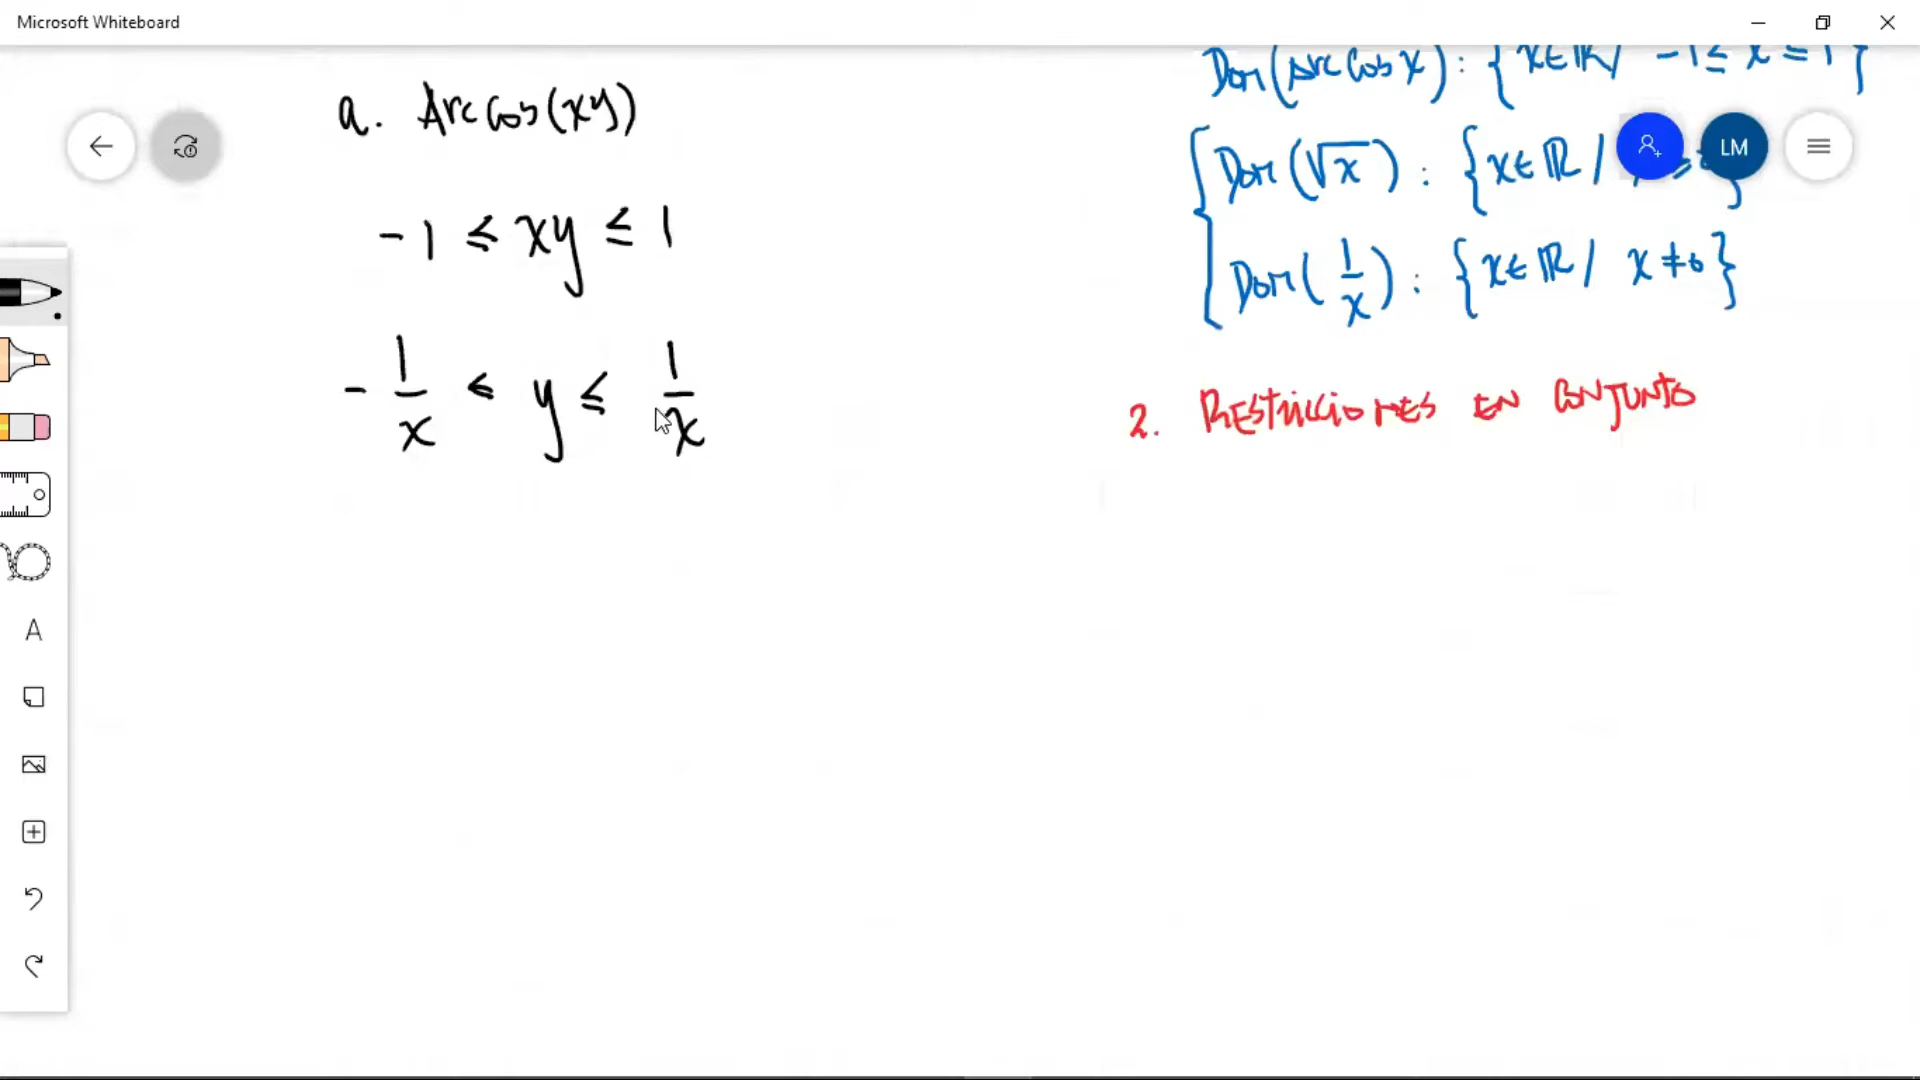 Microsoft Whiteboard
a. ArcCos(xy)
-1 ≤ xy ≤ 1
- 1/x ≤ y ≤ 1/x
Dom(ArcCos x): {x∈ℝ/ -1 ≤ x ≤ 1}
Dom(√x): {x∈ℝ/
LM
Dom(1/x): {x∈ℝ/ x≠0}
2. REstricciones EN CONJUNTO
A